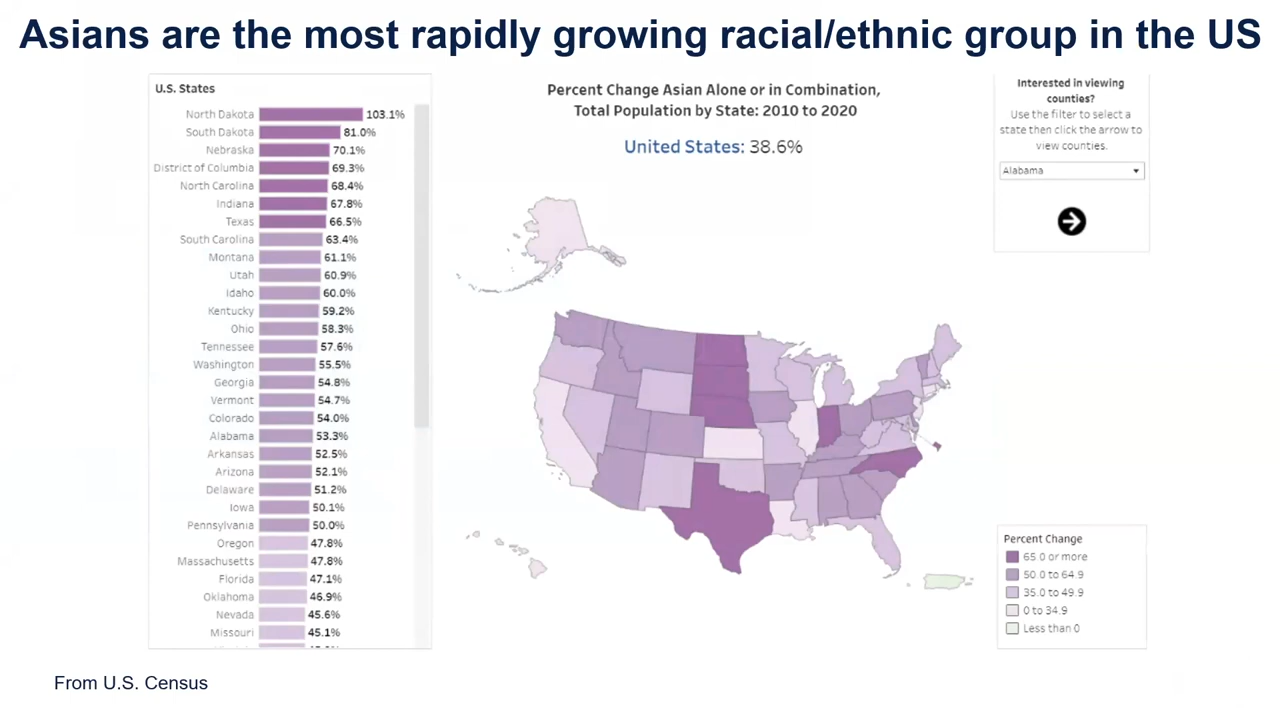 Asians are the most rapidly growing racial/ethnic group in the US
U.S. States
North Dakota 103.1%
South Dakota 81.0%
Nebraska 70.1%
District of Columbia 69.3%
North Carolina 68.4%
Indiana 67.8%
Texas 66.5%
South Carolina 63.4%
Montana 61.1%
Utah 60.9%
Idaho 60.0%
Kentucky 59.2%
Ohio 58.3%
Tennessee 57.6%
Washington 55.5%
Georgia 54.8%
Vermont 54.7%
Colorado 54.0%
Alabama 53.3%
Arkansas 52.5%
Arizona 52.1%
Delaware 51.2%
Iowa 50.1%
Pennsylvania 50.0%
Oregon 47.8%
Massachusetts 47.8%
Florida 47.1%
Oklahoma 46.9%
Nevada 45.6%
Missouri 45.1%
Percent Change Asian Alone or in Combination,
Total Population by State: 2010 to 2020
United States: 38.6%
Interested in viewing
counties?
Use the filter to select a
state then click the arrow to
view counties.
Alabama
Percent Change
65.0 or more
50.0 to 64.9
35.0 to 49.9
0 to 34.9
Less than 0
From U.S. Census